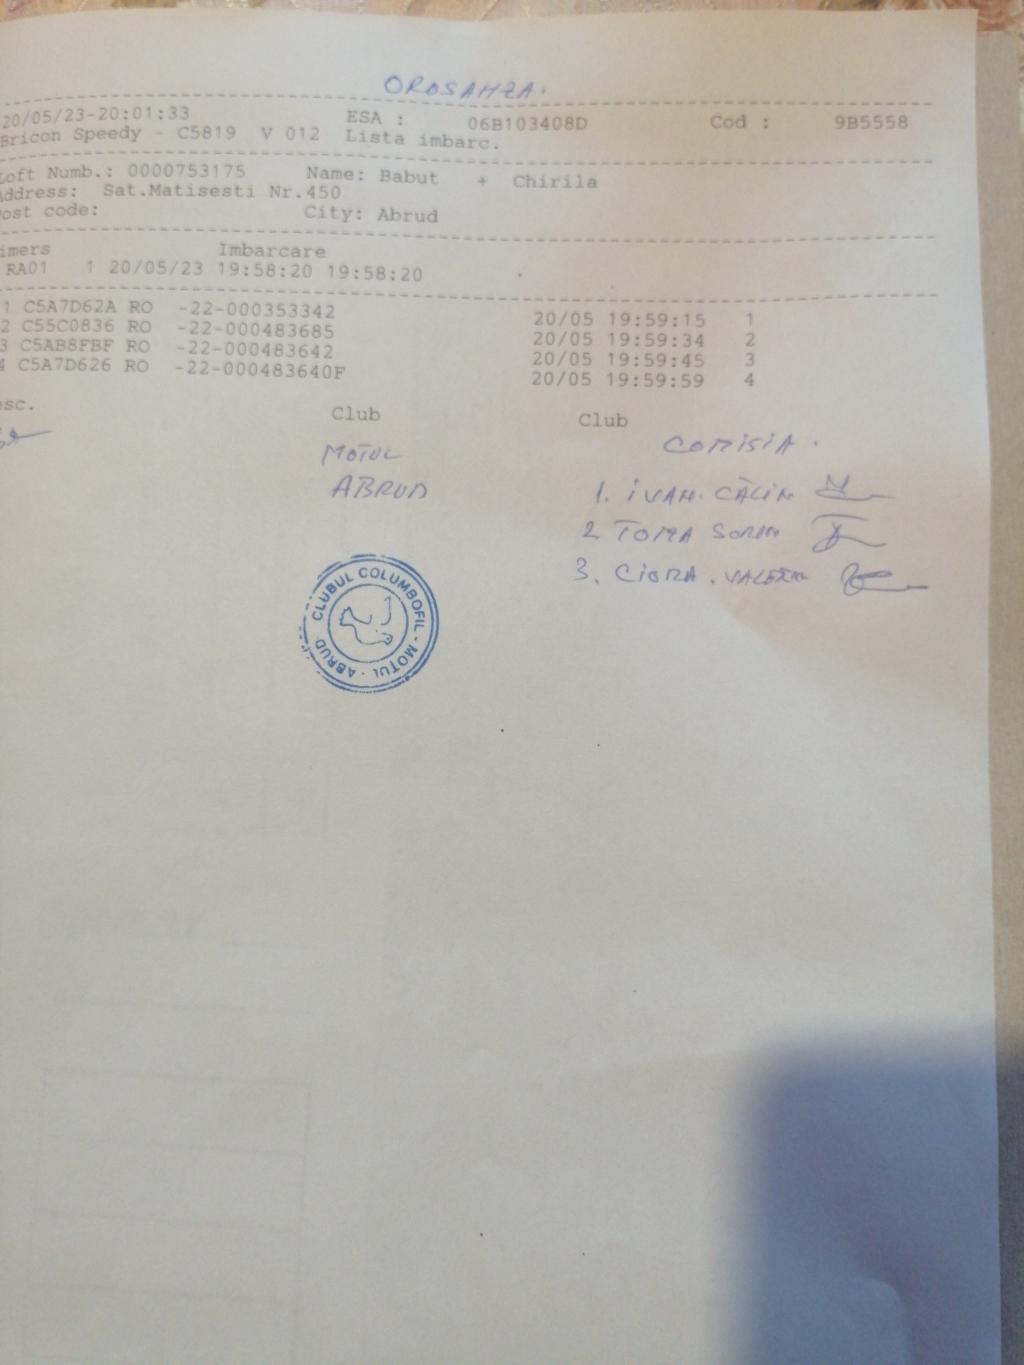 OROSAHZA.
20/05/23-20:01:33 ESA : 06B103408D Cod : 9B5558
Bricon Speedy - C5819 V 012 Lista imbarc.
Loft Numb.: 0000753175 Name: Babut + Chirila
Address: Sat.Matisesti Nr.450
ost code: City: Abrud
imers Imbarcare
RA01 1 20/05/23 19:58:20 19:58:20
1 C5A7D62A RO -22-000353342 20/05 19:59:15 1
2 C55C0836 RO -22-000483685 20/05 19:59:34 2
3 C5AB8FBF RO -22-000483642 20/05 19:59:45 3
4 C5A7D626 RO -22-000483640F 20/05 19:59:59 4
esc. Club Club
MOTUL COMISIA.
ABRUD 1. IVAN. CĂLIN
2 TOMA SORIN
3. CIORA. VALERIU
CLUBUL COLUMBOFIL - MOȚUL - ABRUD